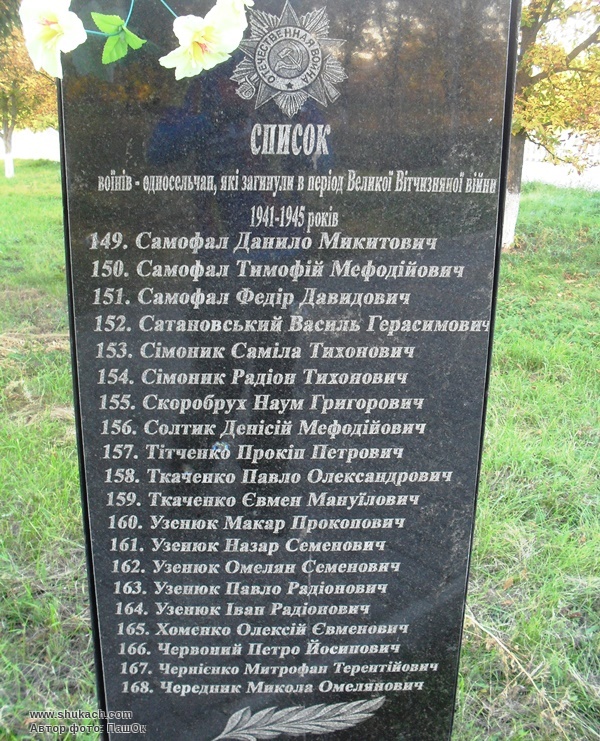 ОТЕЧЕСТВЕННАЯ ВОЙНА
СПИСОК
воїнів - односельчан, які загинули в період Великої Вітчизняної війни
1941-1945 років
149. Самофал Данило Микитович
150. Самофал Тимофій Мефодійович
151. Самофал Федір Давидович
152. Сатановський Василь Герасимович
153. Сімоник Саміла Тихонович
154. Сімоник Радіон Тихонович
155. Скоробрух Наум Григорович
156. Солтик Денісій Мефодійович
157. Тітченко Прокіп Петрович
158. Ткаченко Павло Олександрович
159. Ткаченко Євмен Мануїлович
160. Узенюк Макар Прокопович
161. Узенюк Назар Семенович
162. Узенюк Омелян Семенович
163. Узенюк Павло Радіонович
164. Узенюк Іван Радіонович
165. Хоменко Олексій Євменович
166. Червоний Петро Йосипович
167. Чернієнко Митрофан Терентійович
168. Чередник Микола Омелянович
www.shukach.com
Автор фото: ПашОк